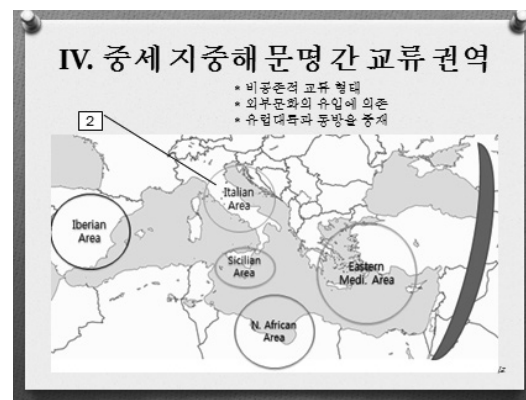 IV. 중세 지중해 문명 간 교류 권역
* 비공존적 교류 형태
* 외부문화의 유입에 의존
* 유럽대륙과 동방을 중재
2
Italian
Area
Iberian
Area
Sicilian
Area
Eastern
Medi. Area
N. African
Area